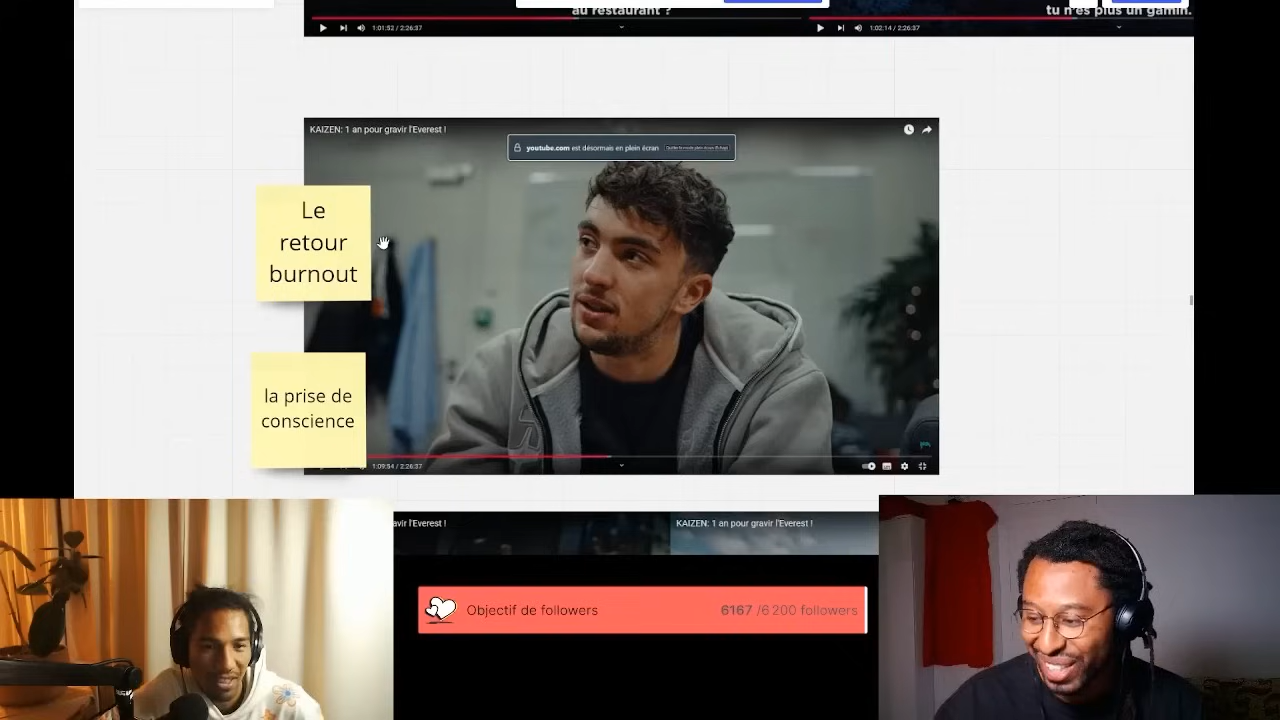 au restaurant ?
tu n'es plus un gamin.
1:01:52 / 2:26:37
1:02:14 / 2:26:37
KAIZEN: 1 an pour gravir l'Everest !
youtube.com est désormais en plein écran
Le
retour
burnout
la prise de
conscience
1:09:54 / 2:26:37
avir l'Everest !
KAIZEN: 1 an pour gravir l'Everest !
Objectif de followers
6167 /6 200 followers